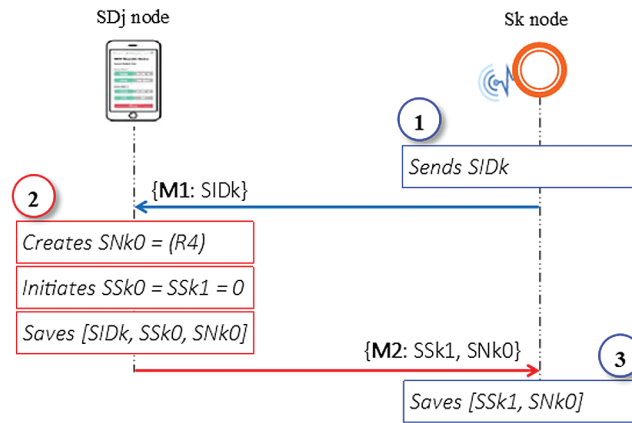 SDj node
Sk node
1
Sends SIDk
{M1: SIDk}
2
Creates SNk0 = (R4)
Initiates SSk0 = SSk1 = 0
Saves [SIDk, SSk0, SNk0]
{M2: SSk1, SNk0}
3
Saves [SSk1, SNk0]